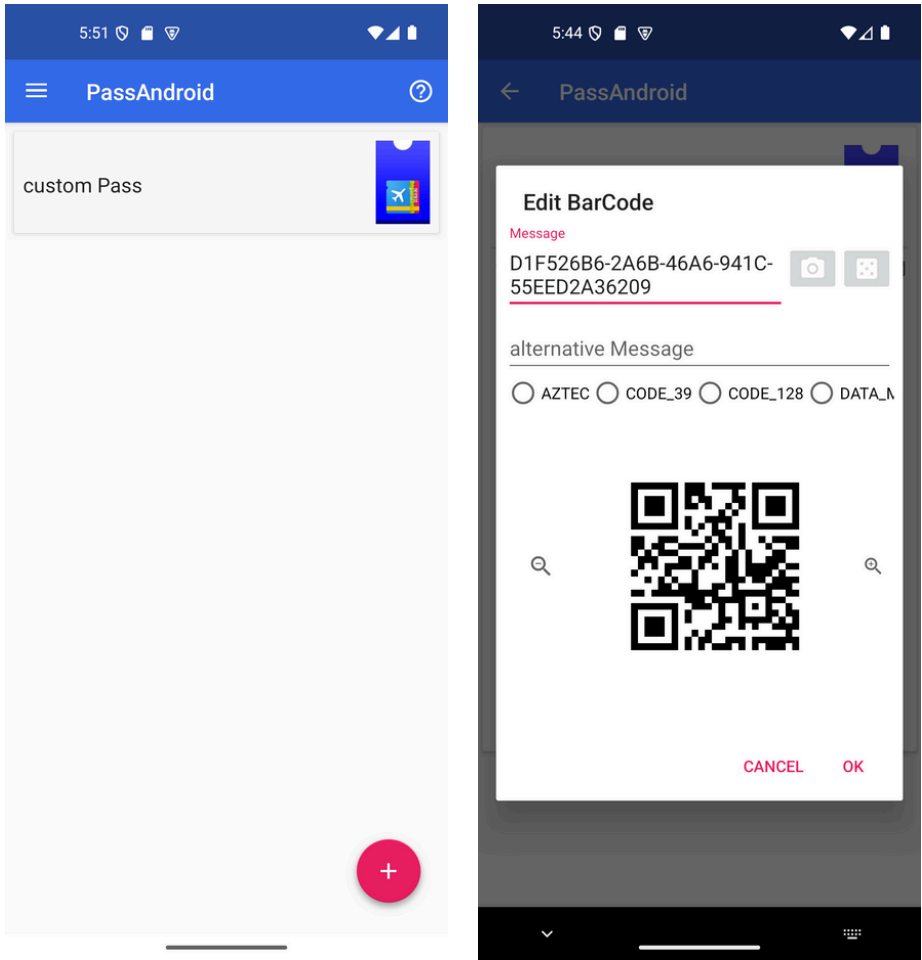 5:51
PassAndroid
custom Pass
5:44
PassAndroid
Edit BarCode
Message
D1F526B6-2A6B-46A6-941C-
55EED2A36209
alternative Message
AZTEC CODE_39 CODE_128 DATA_
CANCEL OK